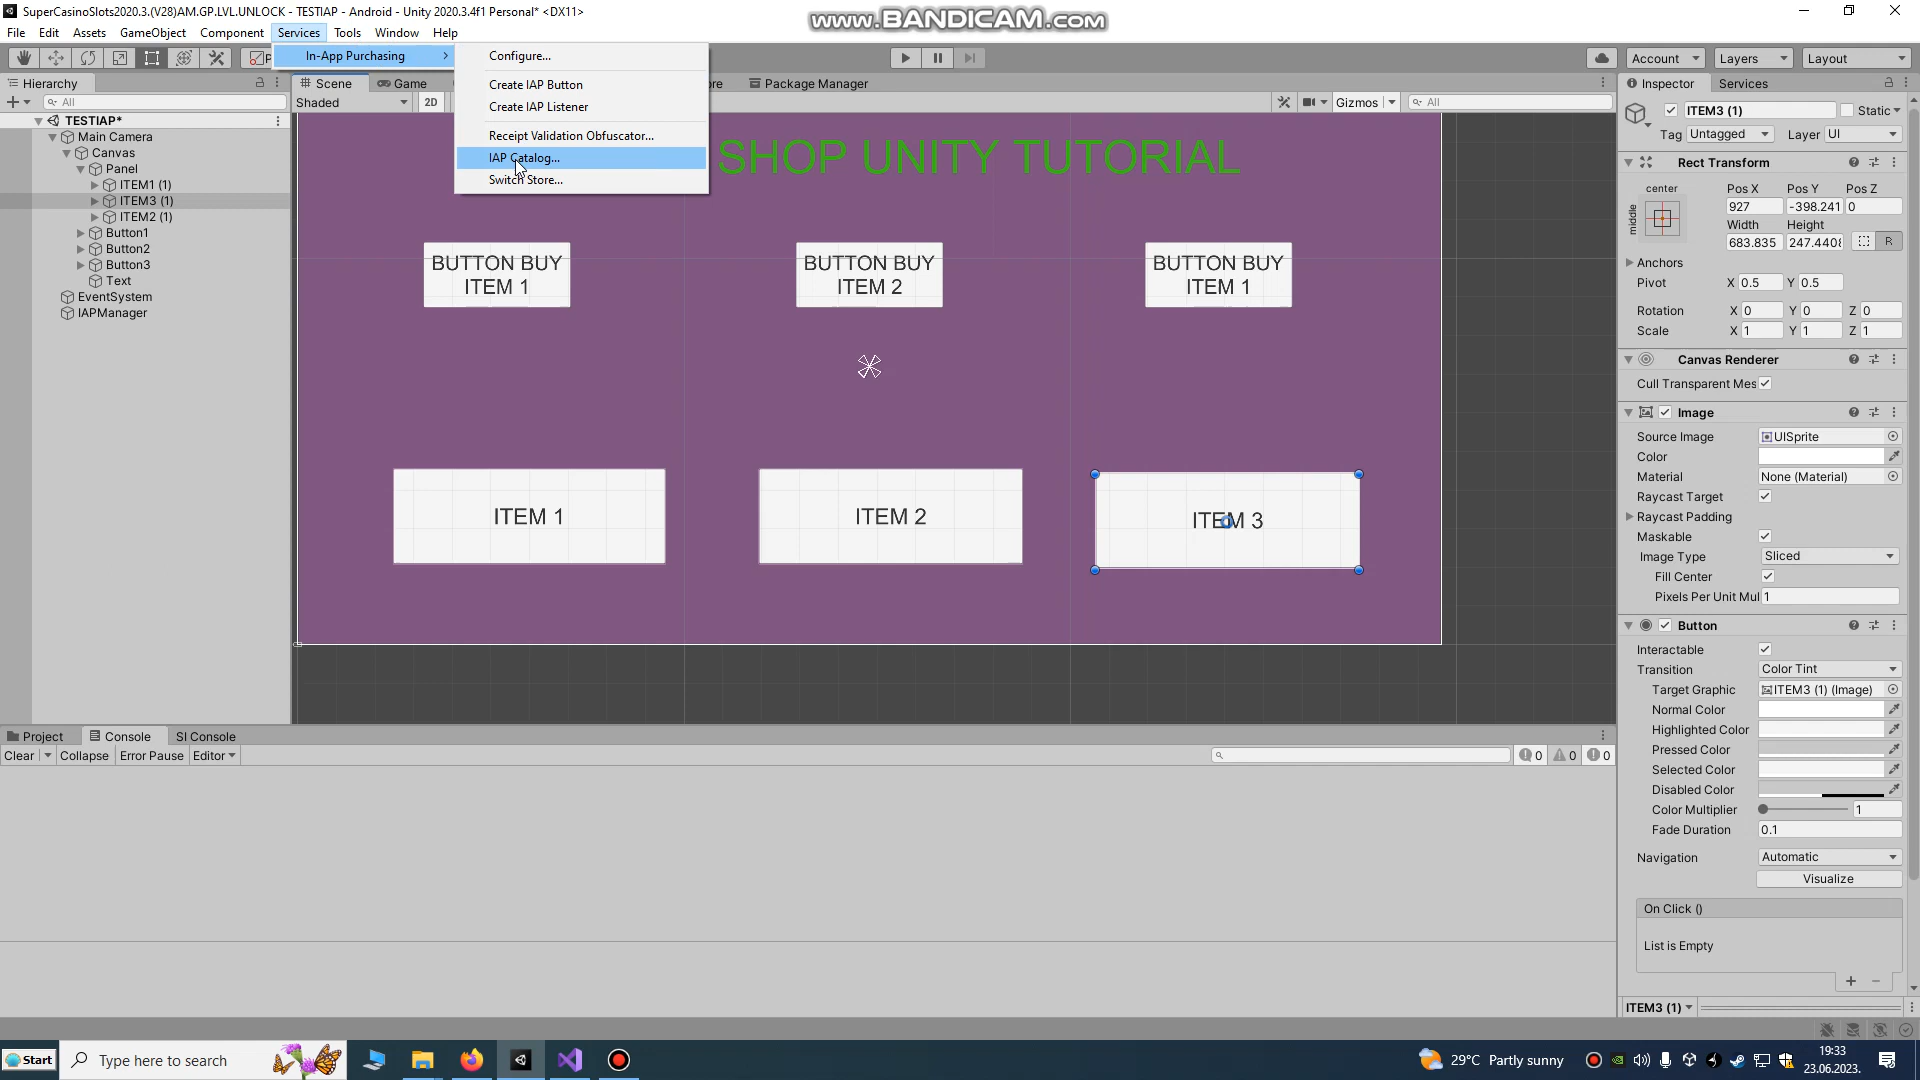 SuperCasinoSlots2020.3.(V28)AM.GP.LVL.UNLOCK - TESTIAP - Android - Unity 2020.3.4f1 Personal* <DX11>
www.BANDICAM.com
File Edit Assets GameObject Component Services Tools Window Help
In-App Purchasing
Configure...
Create IAP Button
Create IAP Listener
Receipt Validation Obfuscator...
IAP Catalog...
Switch Store...
Account
Layers
Layout
Hierarchy
All
Scene
Game
Package Manager
Shaded
2D
Gizmos
All
TESTIAP*
Main Camera
Canvas
Panel
ITEM1 (1)
ITEM3 (1)
ITEM2 (1)
Button1
Button2
Button3
Text
EventSystem
IAPManager
SHOP UNITY TUTORIAL
BUTTON BUY
ITEM 1
BUTTON BUY
ITEM 2
BUTTON BUY
ITEM 1
ITEM 1
ITEM 2
ITEM 3
Inspector Services
ITEM3 (1) Static
Tag Untagged Layer UI
Rect Transform
center
middle
Pos X Pos Y Pos Z
927 -398.241 0
Width Height
683.835 247.4408
R
Anchors
Pivot X 0.5 Y 0.5
Rotation X 0 Y 0 Z 0
Scale X 1 Y 1 Z 1
Canvas Renderer
Cull Transparent Mes
Image
Source Image UISprite
Color
Material None (Material)
Raycast Target
Raycast Padding
Maskable
Image Type Sliced
Fill Center
Pixels Per Unit Mul 1
Button
Interactable
Transition Color Tint
Target Graphic ITEM3 (1) (Image)
Normal Color
Highlighted Color
Pressed Color
Selected Color
Disabled Color
Color Multiplier 1
Fade Duration 0.1
Navigation Automatic
Visualize
On Click ()
List is Empty
ITEM3 (1)
Project Console SI Console
Clear Collapse Error Pause Editor
0 0 0
Start
Type here to search
29°C Partly sunny
19:33
23.06.2023.